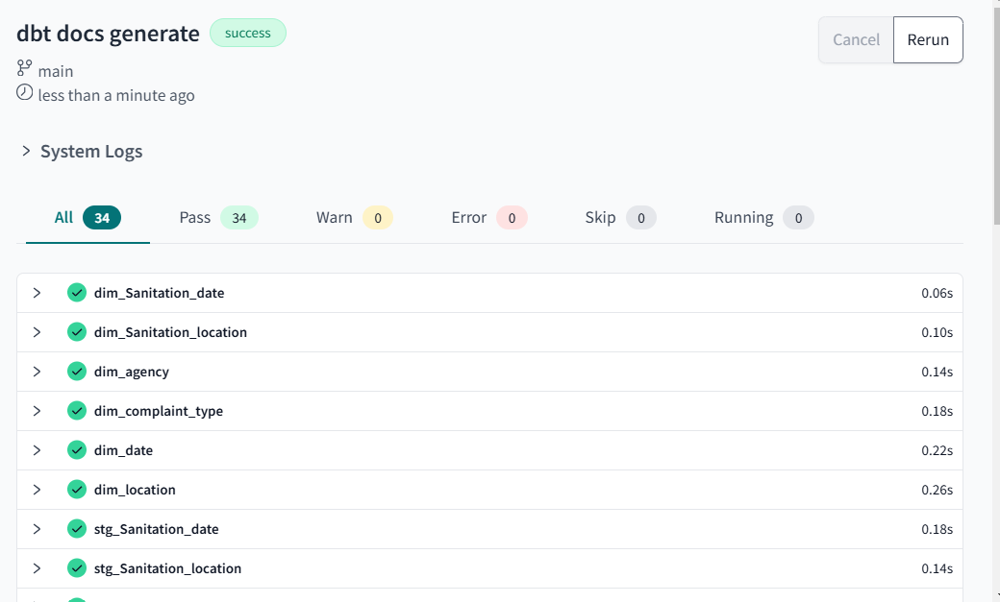 dbt docs generate success
Cancel Rerun
main
less than a minute ago
System Logs
All 34 Pass 34 Warn 0 Error 0 Skip 0 Running 0
dim_Sanitation_date 0.06s
dim_Sanitation_location 0.10s
dim_agency 0.14s
dim_complaint_type 0.18s
dim_date 0.22s
dim_location 0.26s
stg_Sanitation_date 0.18s
stg_Sanitation_location 0.14s